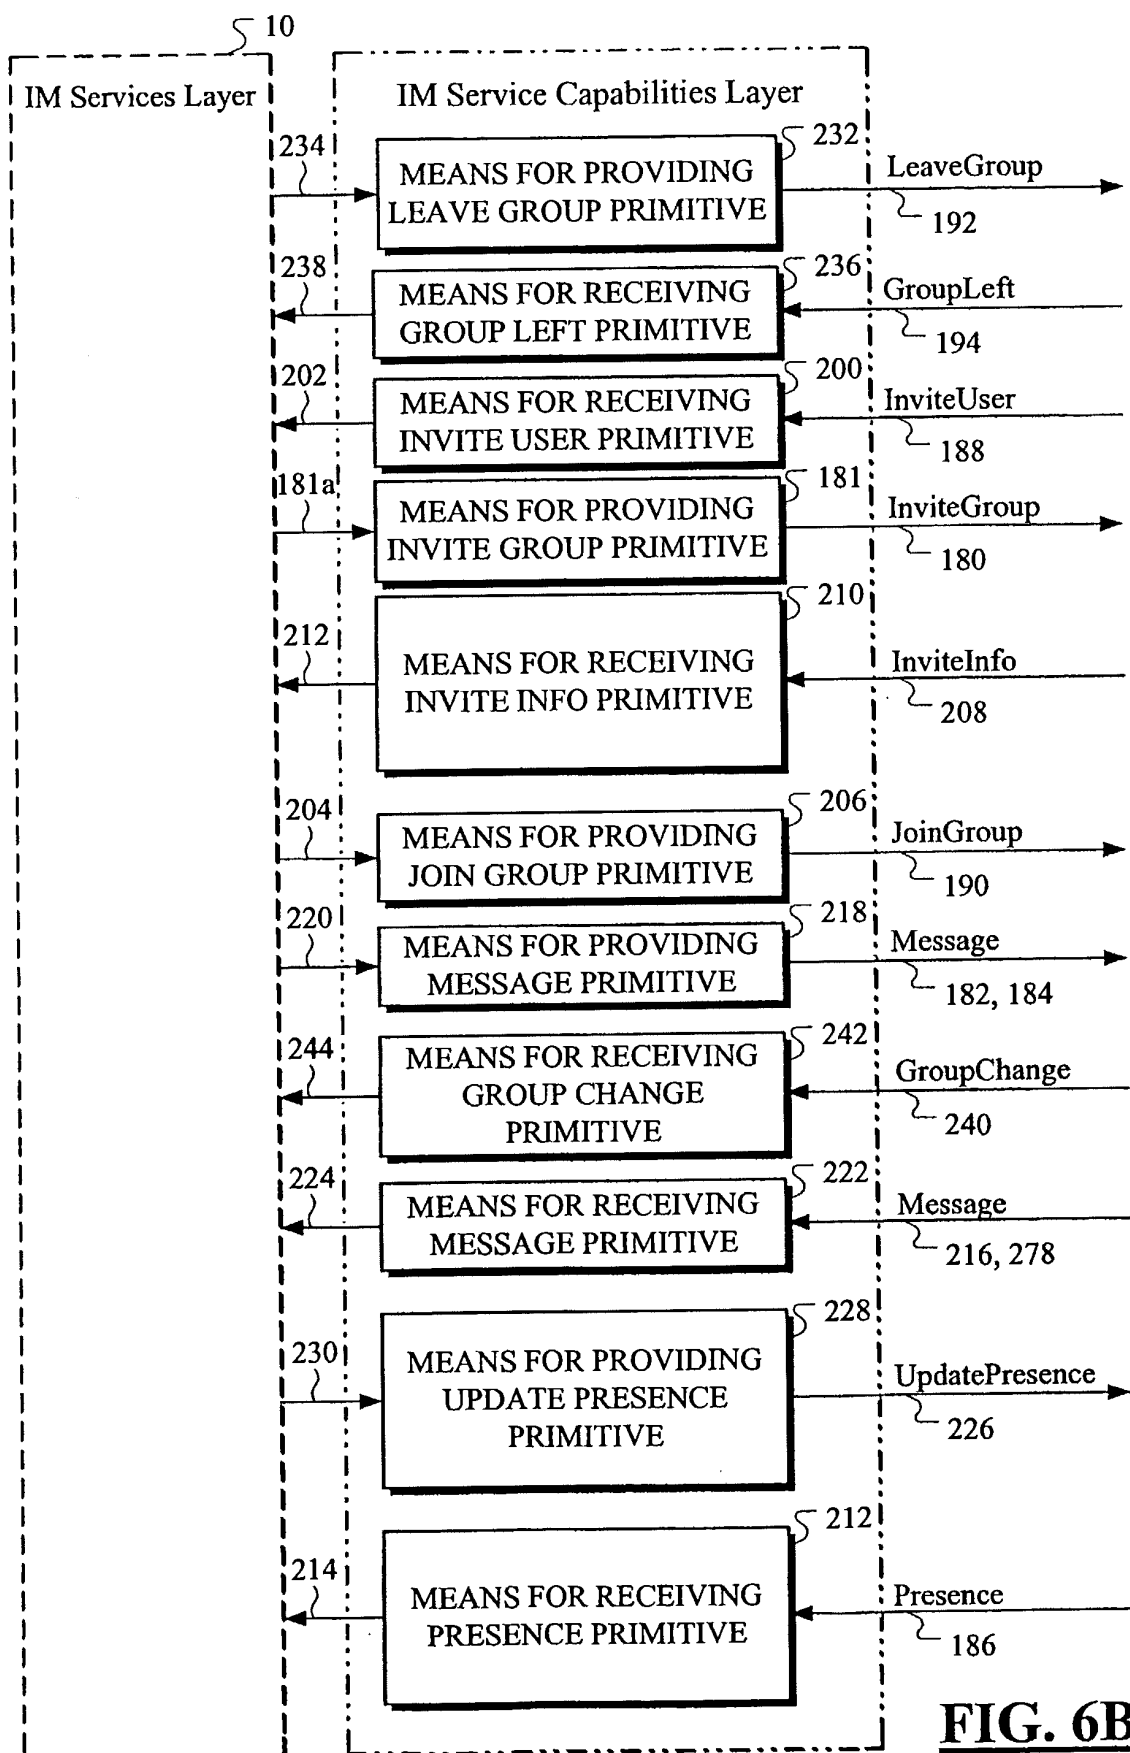 10
IM Services Layer
IM Service Capabilities Layer
234
232
MEANS FOR PROVIDING
LEAVE GROUP PRIMITIVE
LeaveGroup
192
238
236
MEANS FOR RECEIVING
GROUP LEFT PRIMITIVE
GroupLeft
194
202
200
MEANS FOR RECEIVING
INVITE USER PRIMITIVE
InviteUser
188
181a
181
MEANS FOR PROVIDING
INVITE GROUP PRIMITIVE
InviteGroup
180
212
210
MEANS FOR RECEIVING
INVITE INFO PRIMITIVE
InviteInfo
208
204
206
MEANS FOR PROVIDING
JOIN GROUP PRIMITIVE
JoinGroup
190
220
218
MEANS FOR PROVIDING
MESSAGE PRIMITIVE
Message
182, 184
244
242
MEANS FOR RECEIVING
GROUP CHANGE
PRIMITIVE
GroupChange
240
224
222
MEANS FOR RECEIVING
MESSAGE PRIMITIVE
Message
216, 278
230
228
MEANS FOR PROVIDING
UPDATE PRESENCE
PRIMITIVE
UpdatePresence
226
214
212
MEANS FOR RECEIVING
PRESENCE PRIMITIVE
Presence
186
FIG. 6B